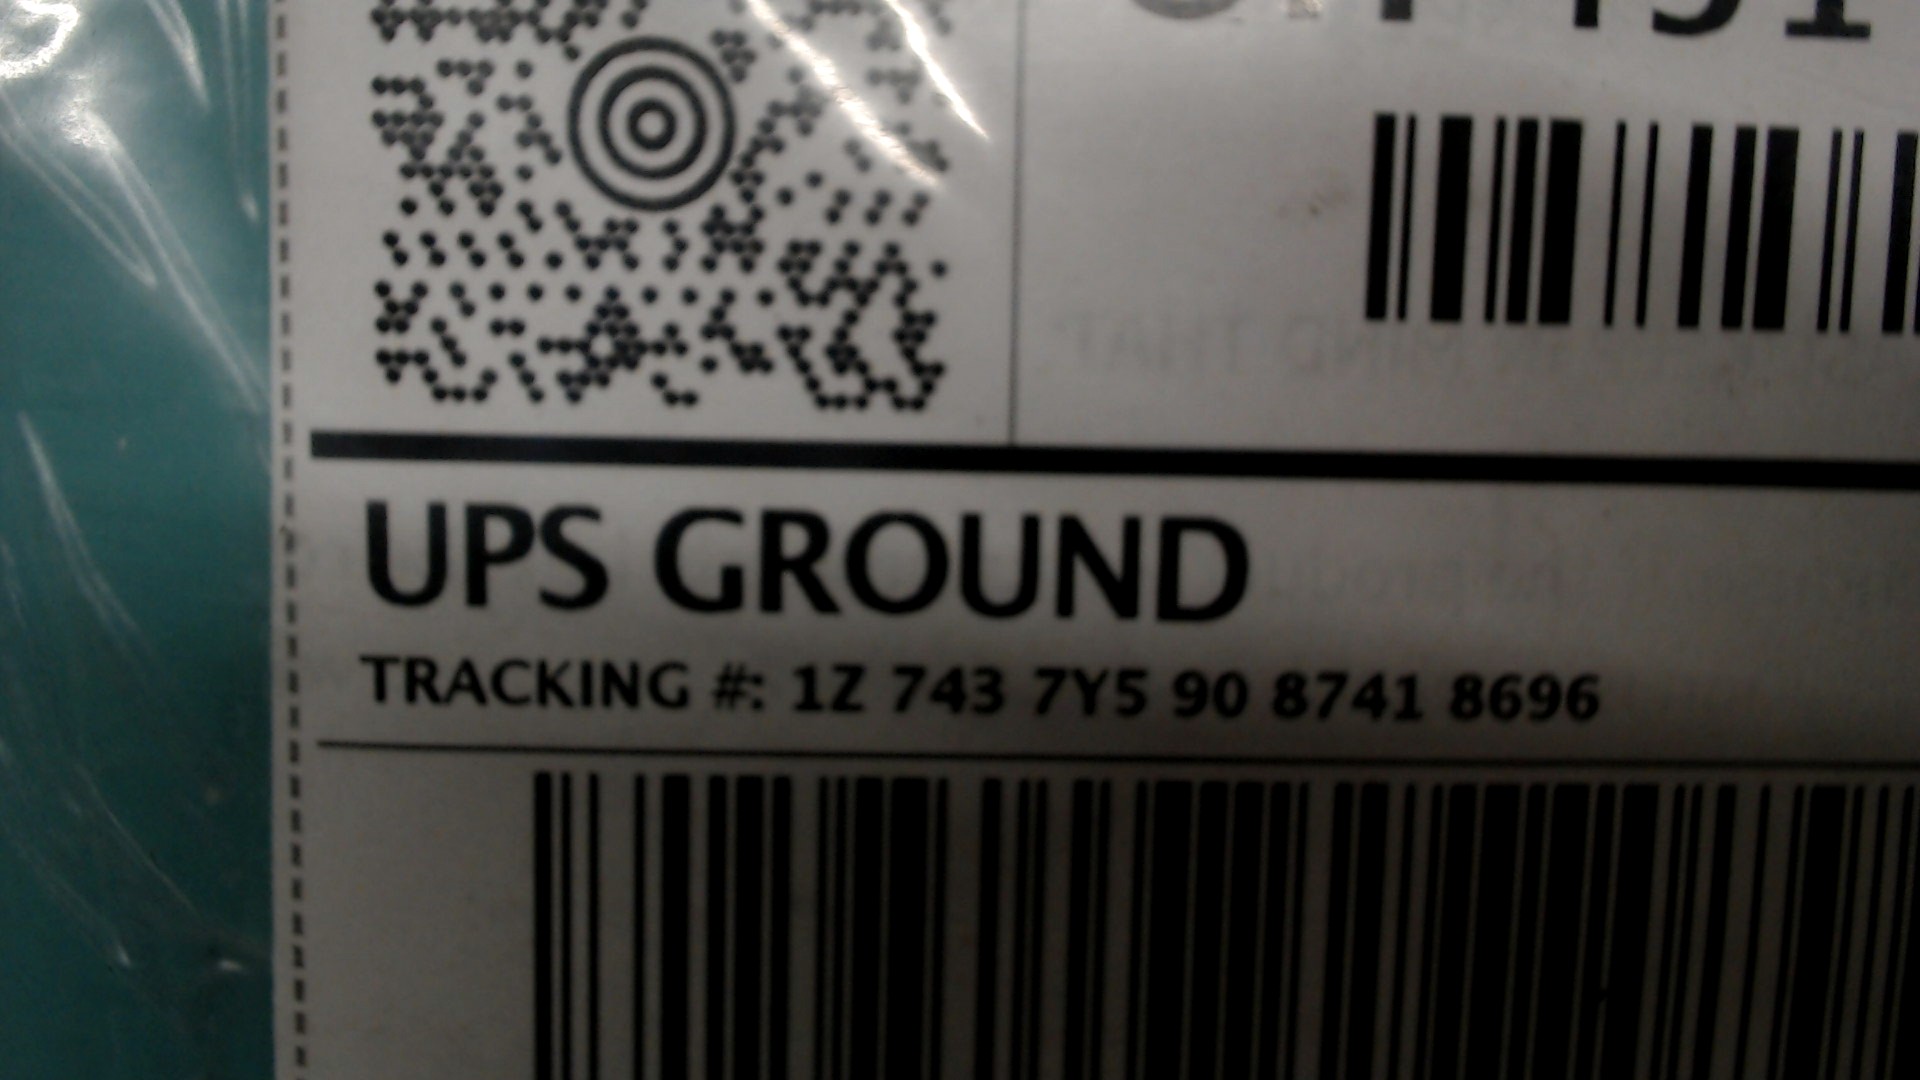 UPS GROUND
TRACKING #: 1Z 743 7Y5 90 8741 8696